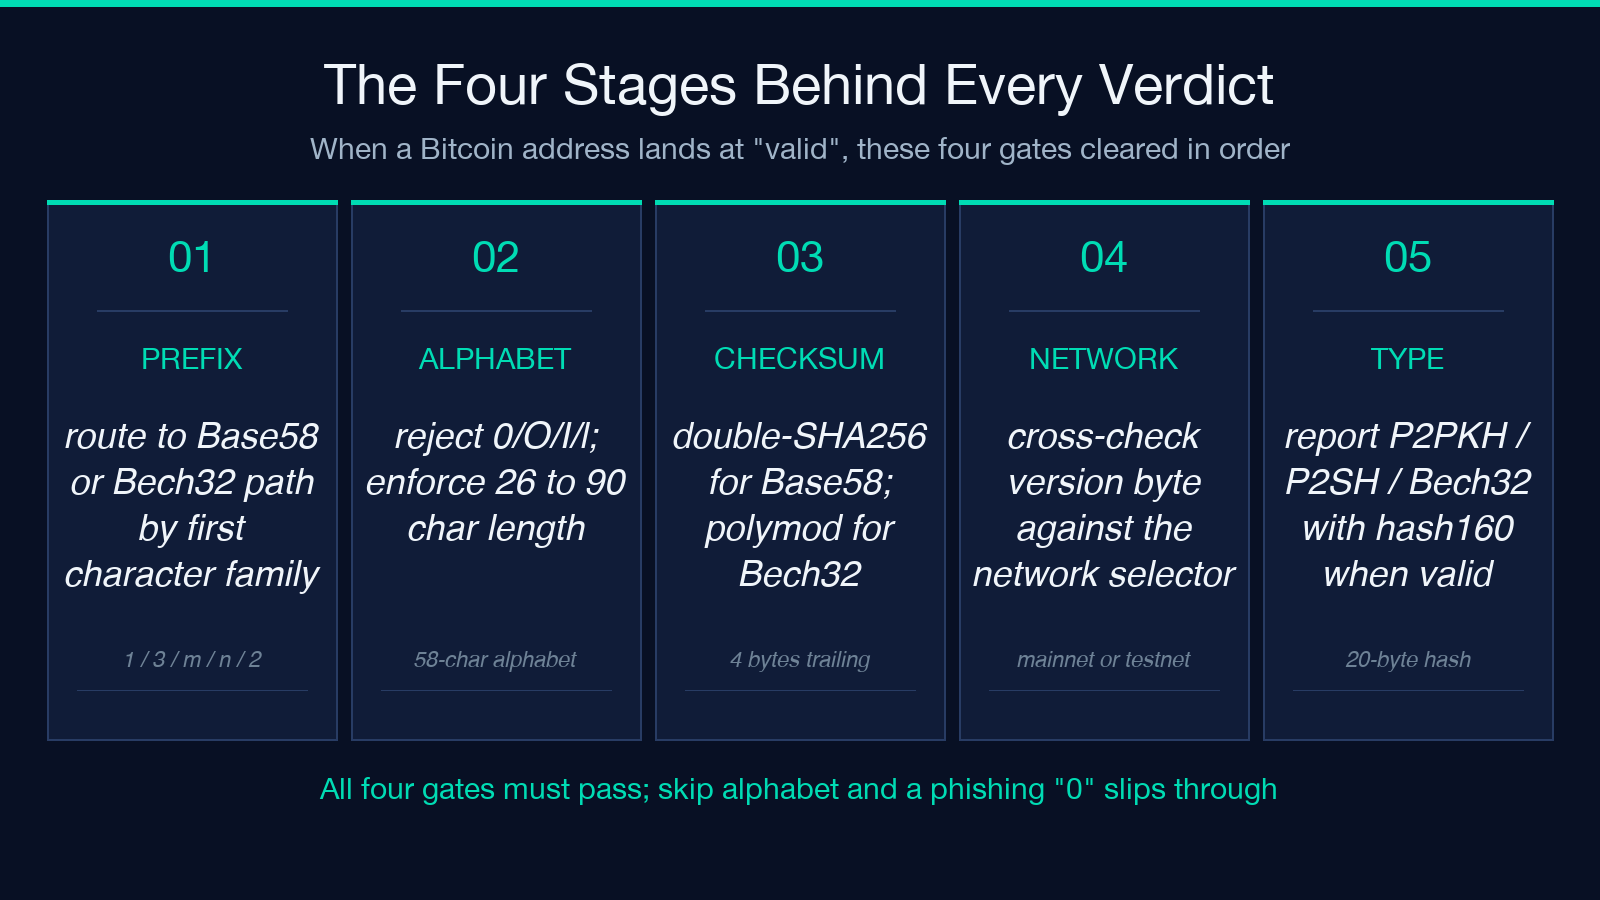 The Four Stages Behind Every Verdict
When a Bitcoin address lands at "valid", these four gates cleared in order
01
PREFIX
route to Base58
or Bech32 path
by first
character family
1 / 3 / m / n / 2
02
ALPHABET
reject 0/O/I/l;
enforce 26 to 90
char length
58-char alphabet
03
CHECKSUM
double-SHA256
for Base58;
polymod for
Bech32
4 bytes trailing
04
NETWORK
cross-check
version byte
against the
network selector
mainnet or testnet
05
TYPE
report P2PKH /
P2SH / Bech32
with hash160
when valid
20-byte hash
All four gates must pass; skip alphabet and a phishing "0" slips through